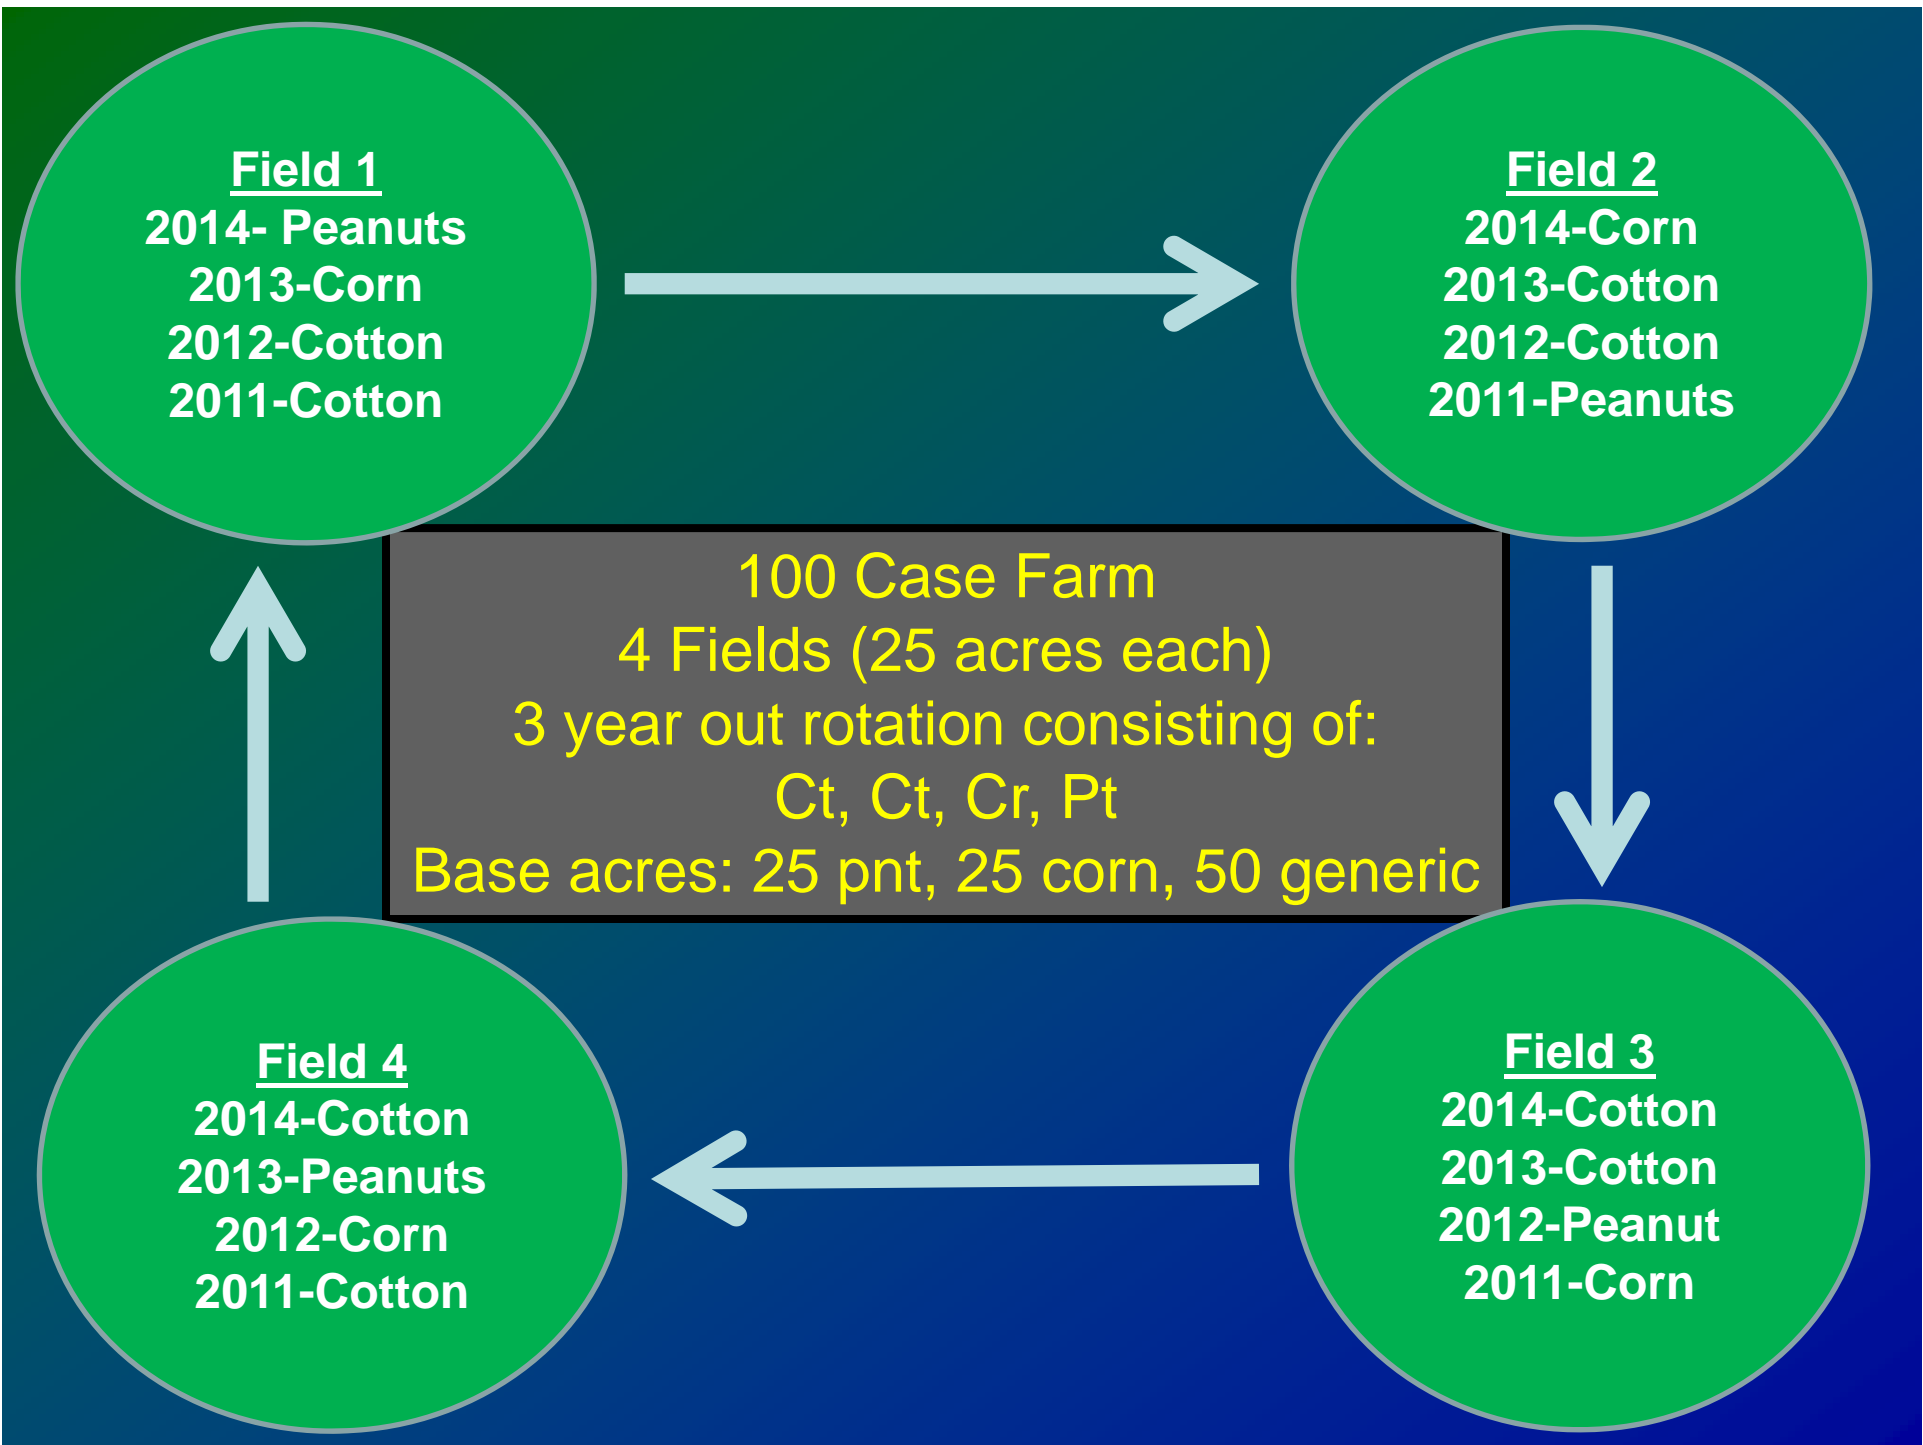 Field 1
2014- Peanuts
2013-Corn
2012-Cotton
2011-Cotton
Field 2
2014-Corn
2013-Cotton
2012-Cotton
2011-Peanuts
100 Case Farm
4 Fields (25 acres each)
3 year out rotation consisting of:
Ct, Ct, Cr, Pt
Base acres: 25 pnt, 25 corn, 50 generic
Field 4
2014-Cotton
2013-Peanuts
2012-Corn
2011-Cotton
Field 3
2014-Cotton
2013-Cotton
2012-Peanut
2011-Corn